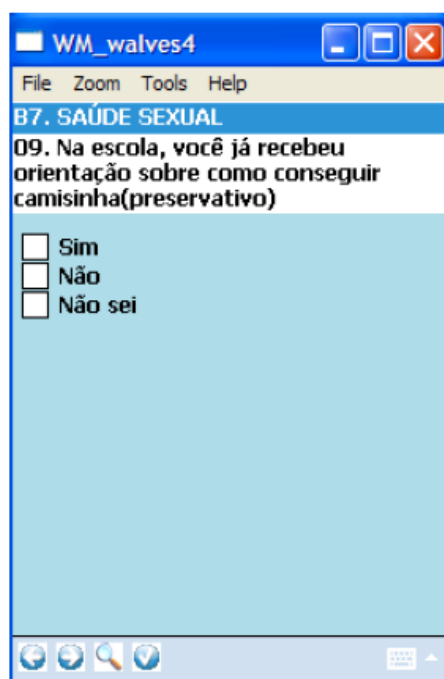 WM_walves4
File Zoom Tools Help
B7. SAÚDE SEXUAL
09. Na escola, você já recebeu
orientação sobre como conseguir
camisinha(preservativo)
Sim
Não
Não sei